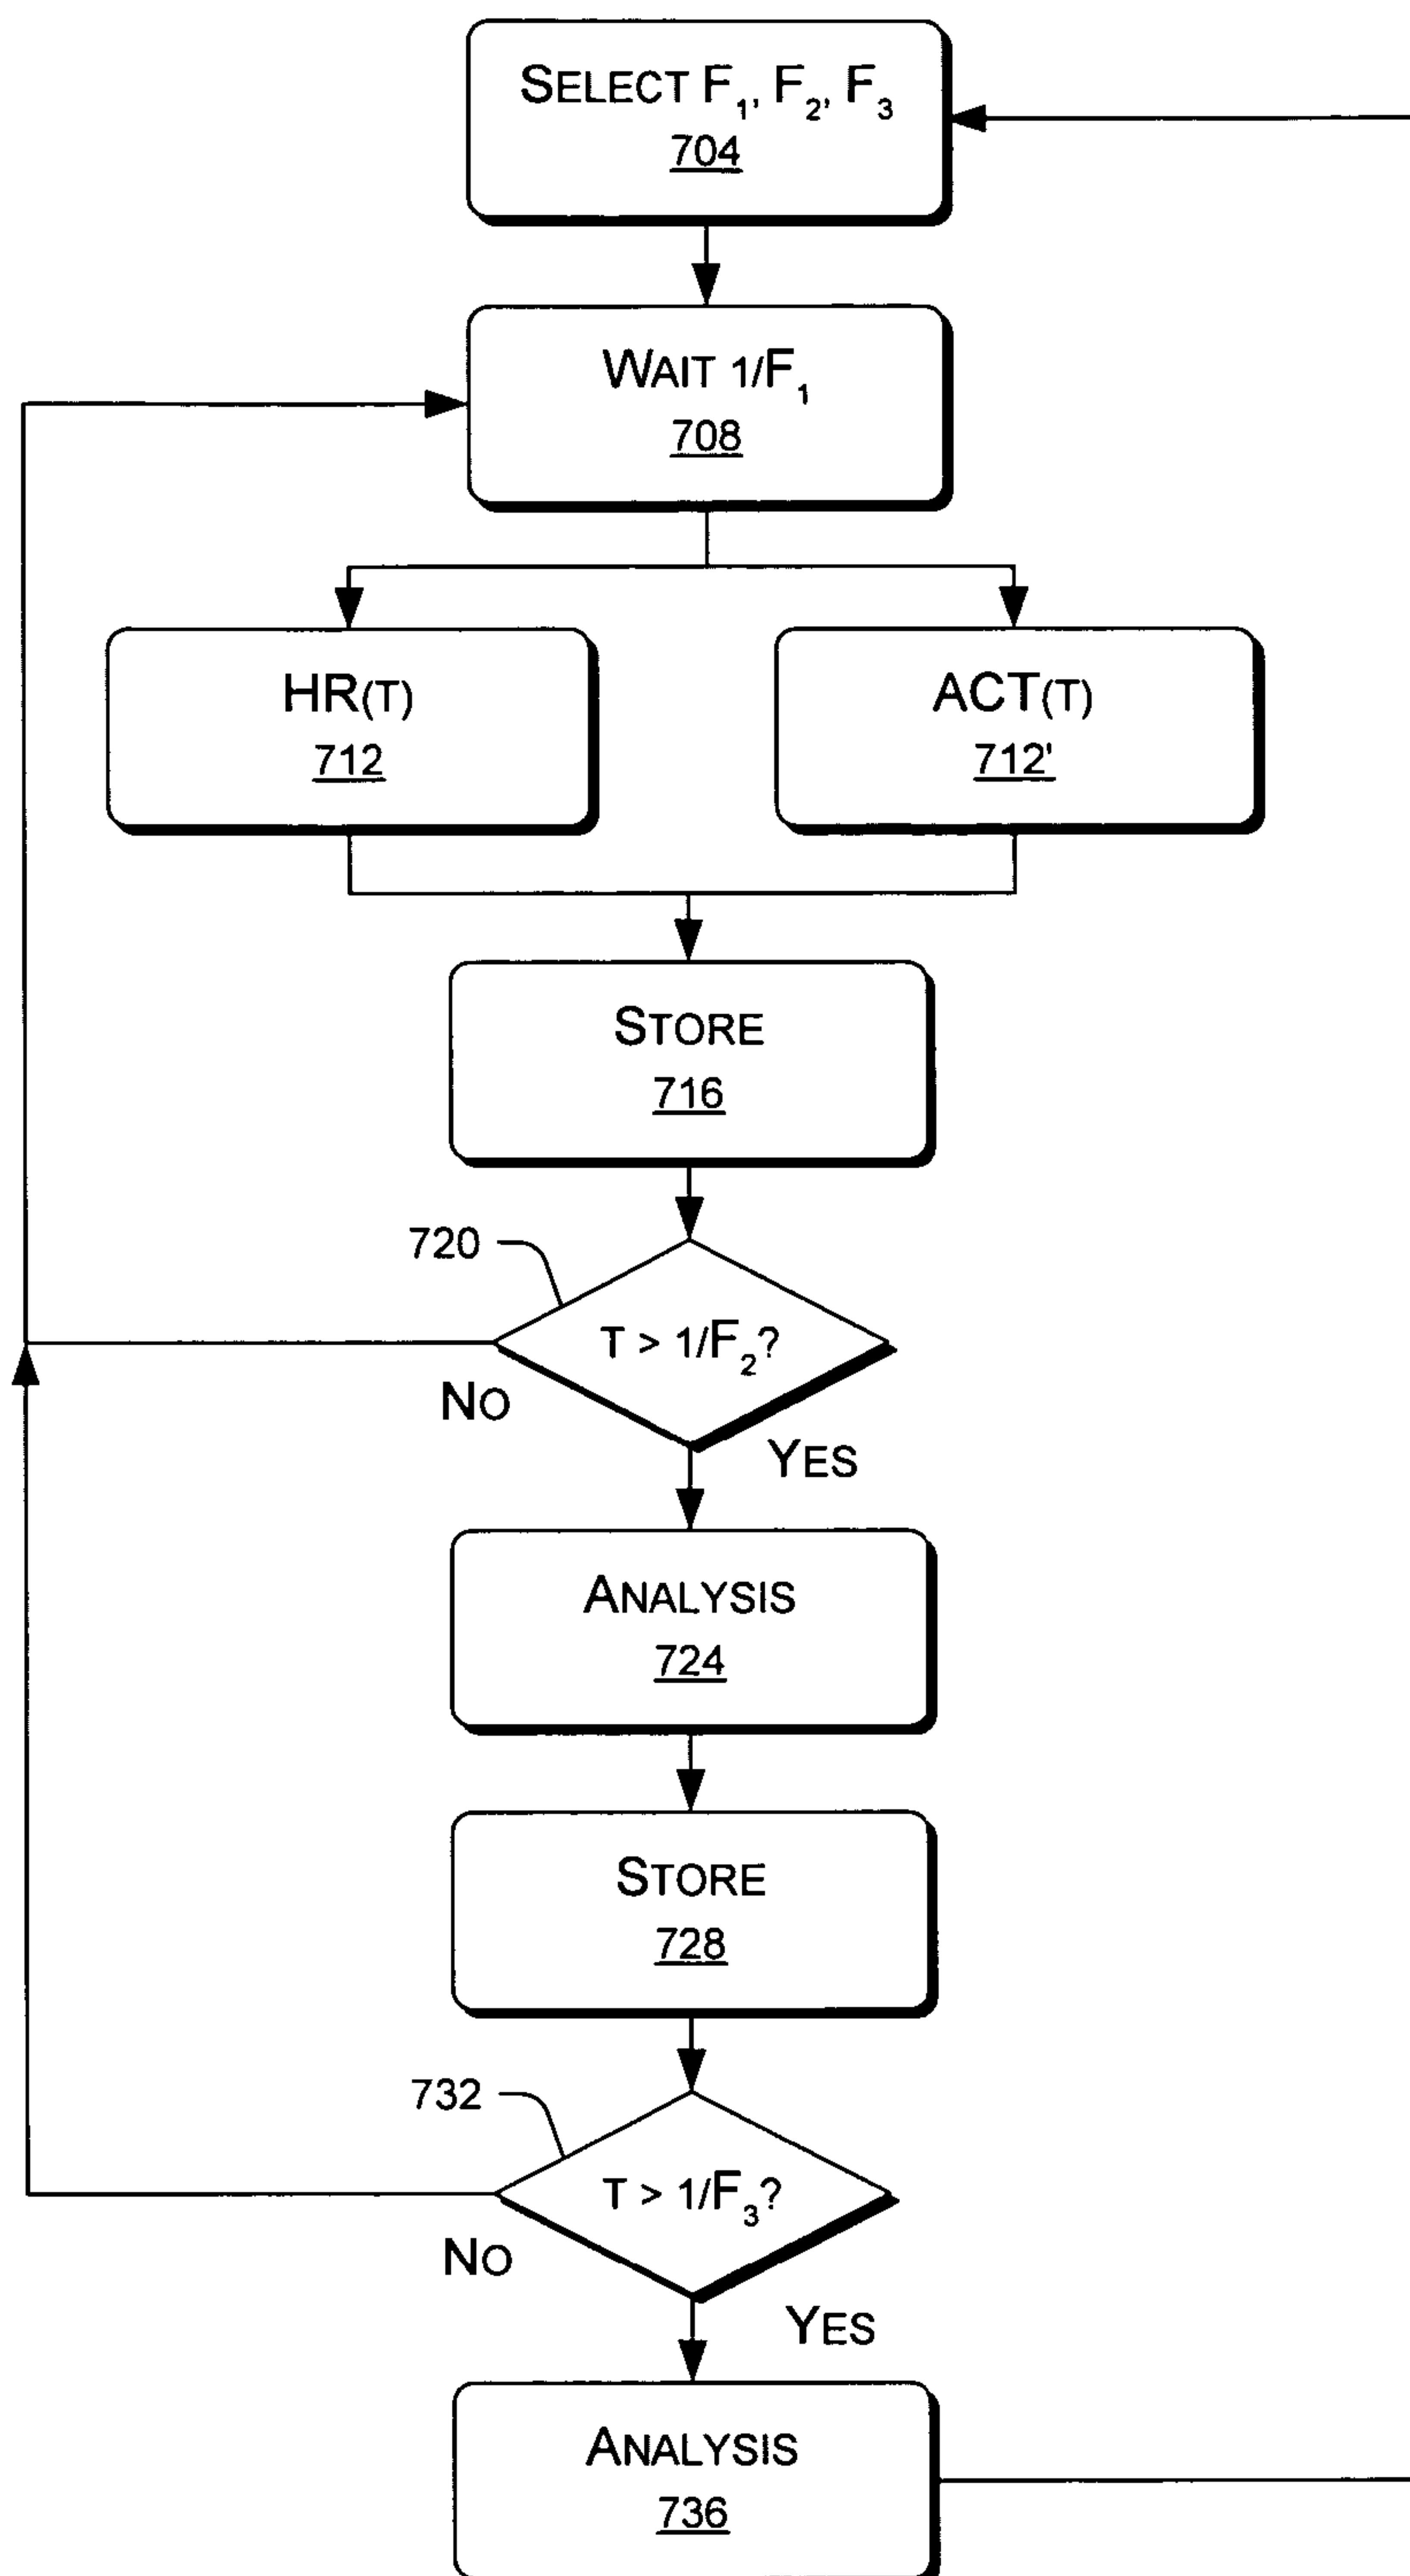 SELECT F₁, F₂, F₃
704
WAIT 1/F₁
708
HR(T)
712
ACT(T)
712'
STORE
716
720
T > 1/F₂?
NO
YES
ANALYSIS
724
STORE
728
732
T > 1/F₃?
NO
YES
ANALYSIS
736